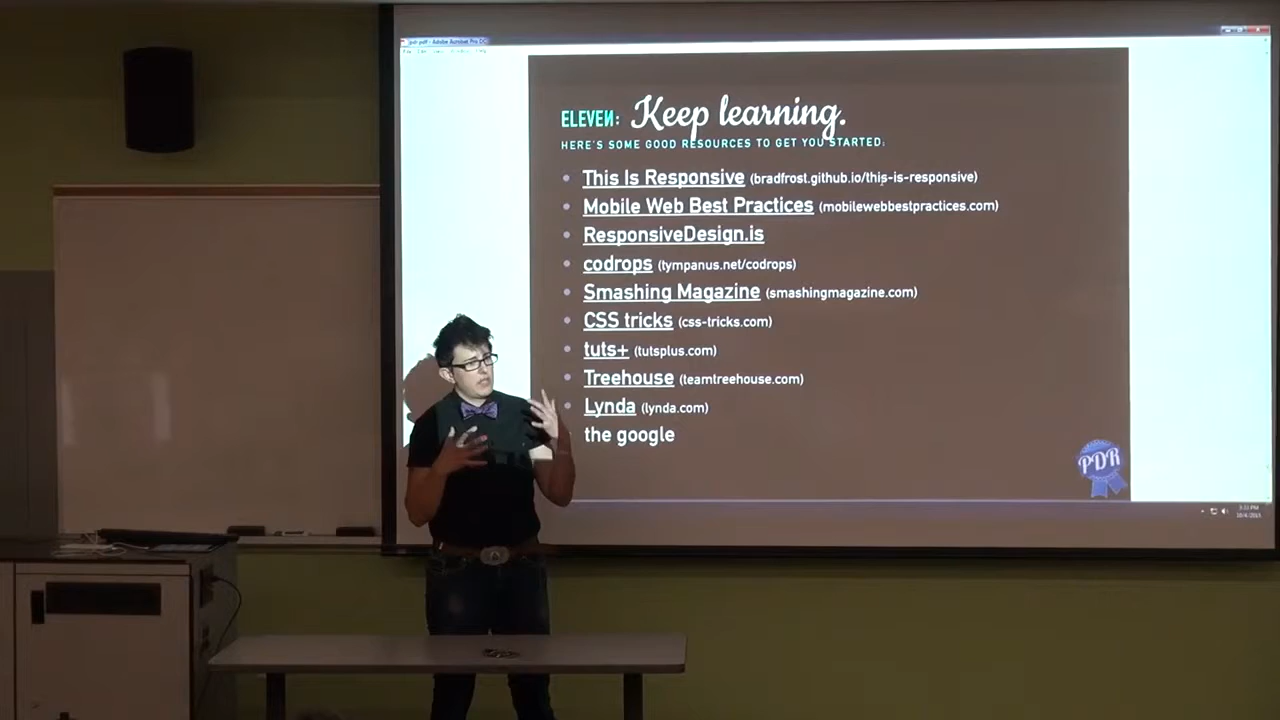 ELEVEN: Keep learning.
HERE'S SOME GOOD RESOURCES TO GET YOU STARTED:
• This Is Responsive (bradfrost.github.io/this-is-responsive)
• Mobile Web Best Practices (mobilewebbestpractices.com)
• ResponsiveDesign.is
• codrops (tympanus.net/codrops)
• Smashing Magazine (smashingmagazine.com)
• CSS tricks (css-tricks.com)
• tuts+ (tutsplus.com)
• Treehouse (teamtreehouse.com)
• Lynda (lynda.com)
the google
PDR